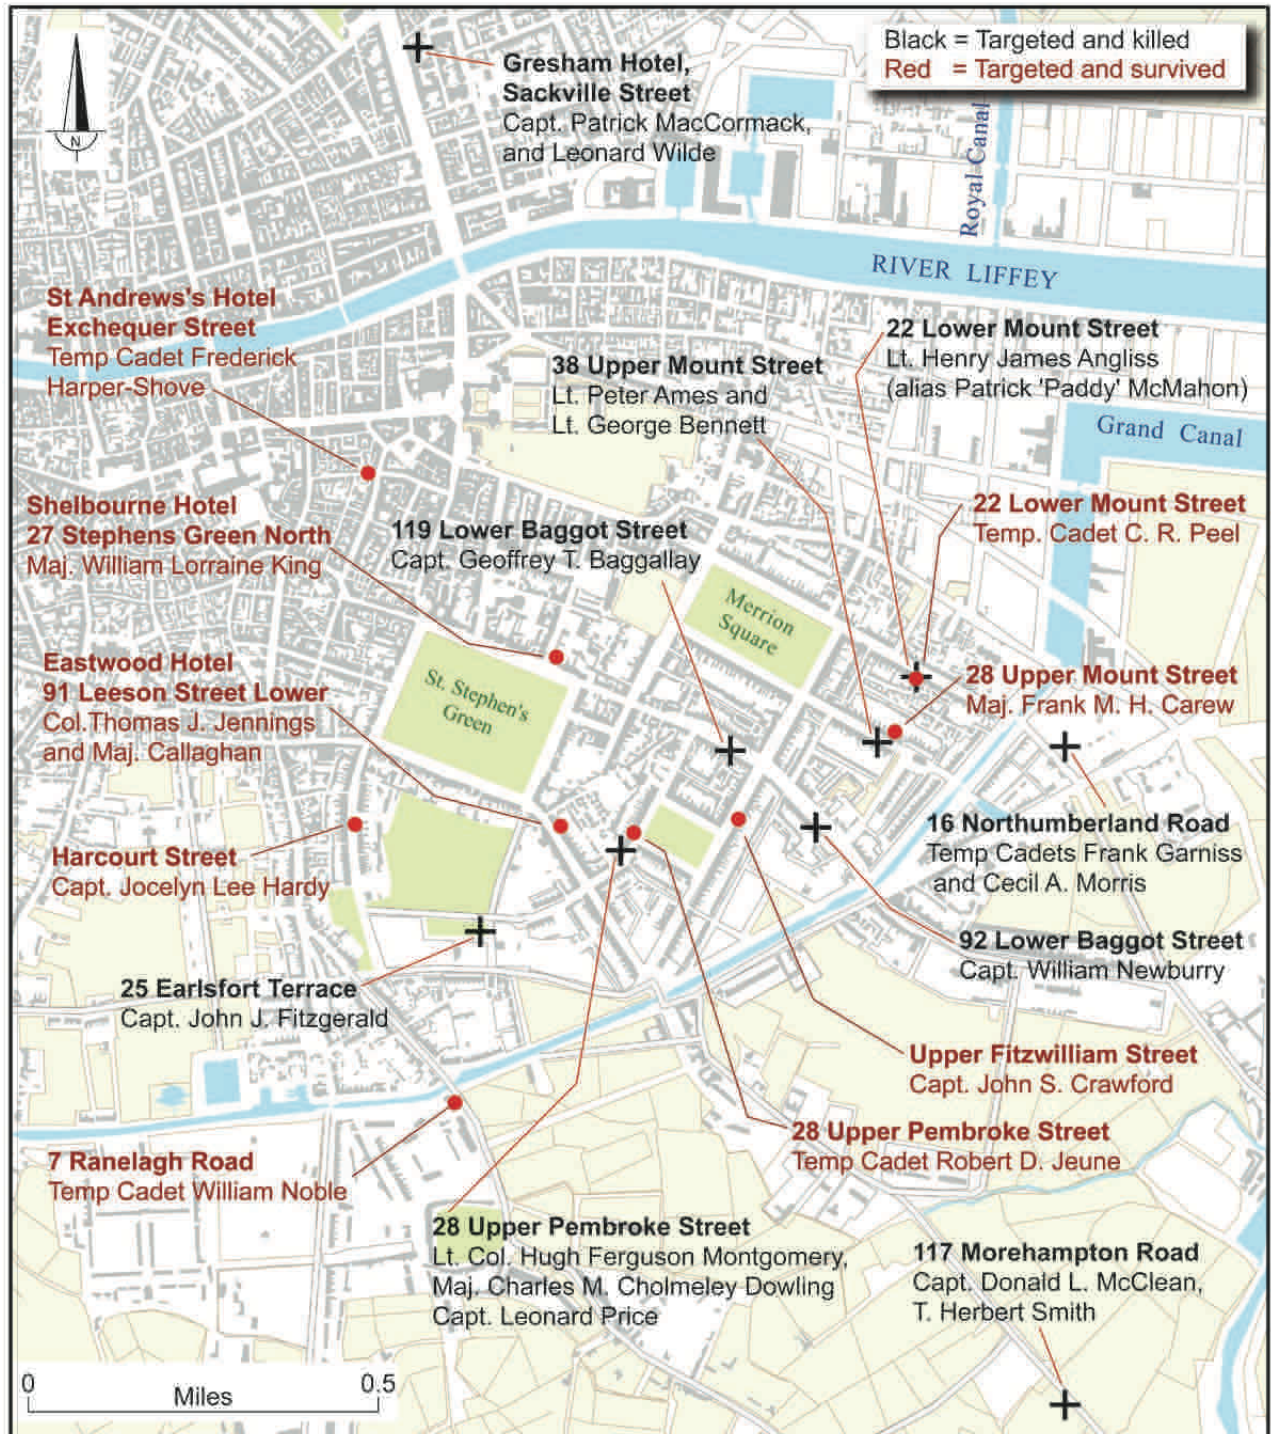 Black = Targeted and killed
Red = Targeted and survived
N
Gresham Hotel,
Sackville Street
Capt. Patrick MacCormack,
and Leonard Wilde
Royal Canal
RIVER LIFFEY
St Andrews's Hotel
Exchequer Street
Temp Cadet Frederick
Harper-Shove
38 Upper Mount Street
Lt. Peter Ames and
Lt. George Bennett
22 Lower Mount Street
Lt. Henry James Angliss
(alias Patrick 'Paddy' McMahon)
Grand Canal
Shelbourne Hotel
27 Stephens Green North
Maj. William Lorraine King
119 Lower Baggot Street
Capt. Geoffrey T. Baggallay
22 Lower Mount Street
Temp. Cadet C. R. Peel
Merrion
Square
Eastwood Hotel
91 Leeson Street Lower
Col.Thomas J. Jennings
and Maj. Callaghan
St. Stephen's
Green
28 Upper Mount Street
Maj. Frank M. H. Carew
Harcourt Street
Capt. Jocelyn Lee Hardy
16 Northumberland Road
Temp Cadets Frank Garniss
and Cecil A. Morris
92 Lower Baggot Street
Capt. William Newburry
25 Earlsfort Terrace
Capt. John J. Fitzgerald
Upper Fitzwilliam Street
Capt. John S. Crawford
28 Upper Pembroke Street
Temp Cadet Robert D. Jeune
7 Ranelagh Road
Temp Cadet William Noble
28 Upper Pembroke Street
Lt. Col. Hugh Ferguson Montgomery,
Maj. Charles M. Cholmeley Dowling
Capt. Leonard Price
117 Morehampton Road
Capt. Donald L. McClean,
T. Herbert Smith
0 0.5
Miles